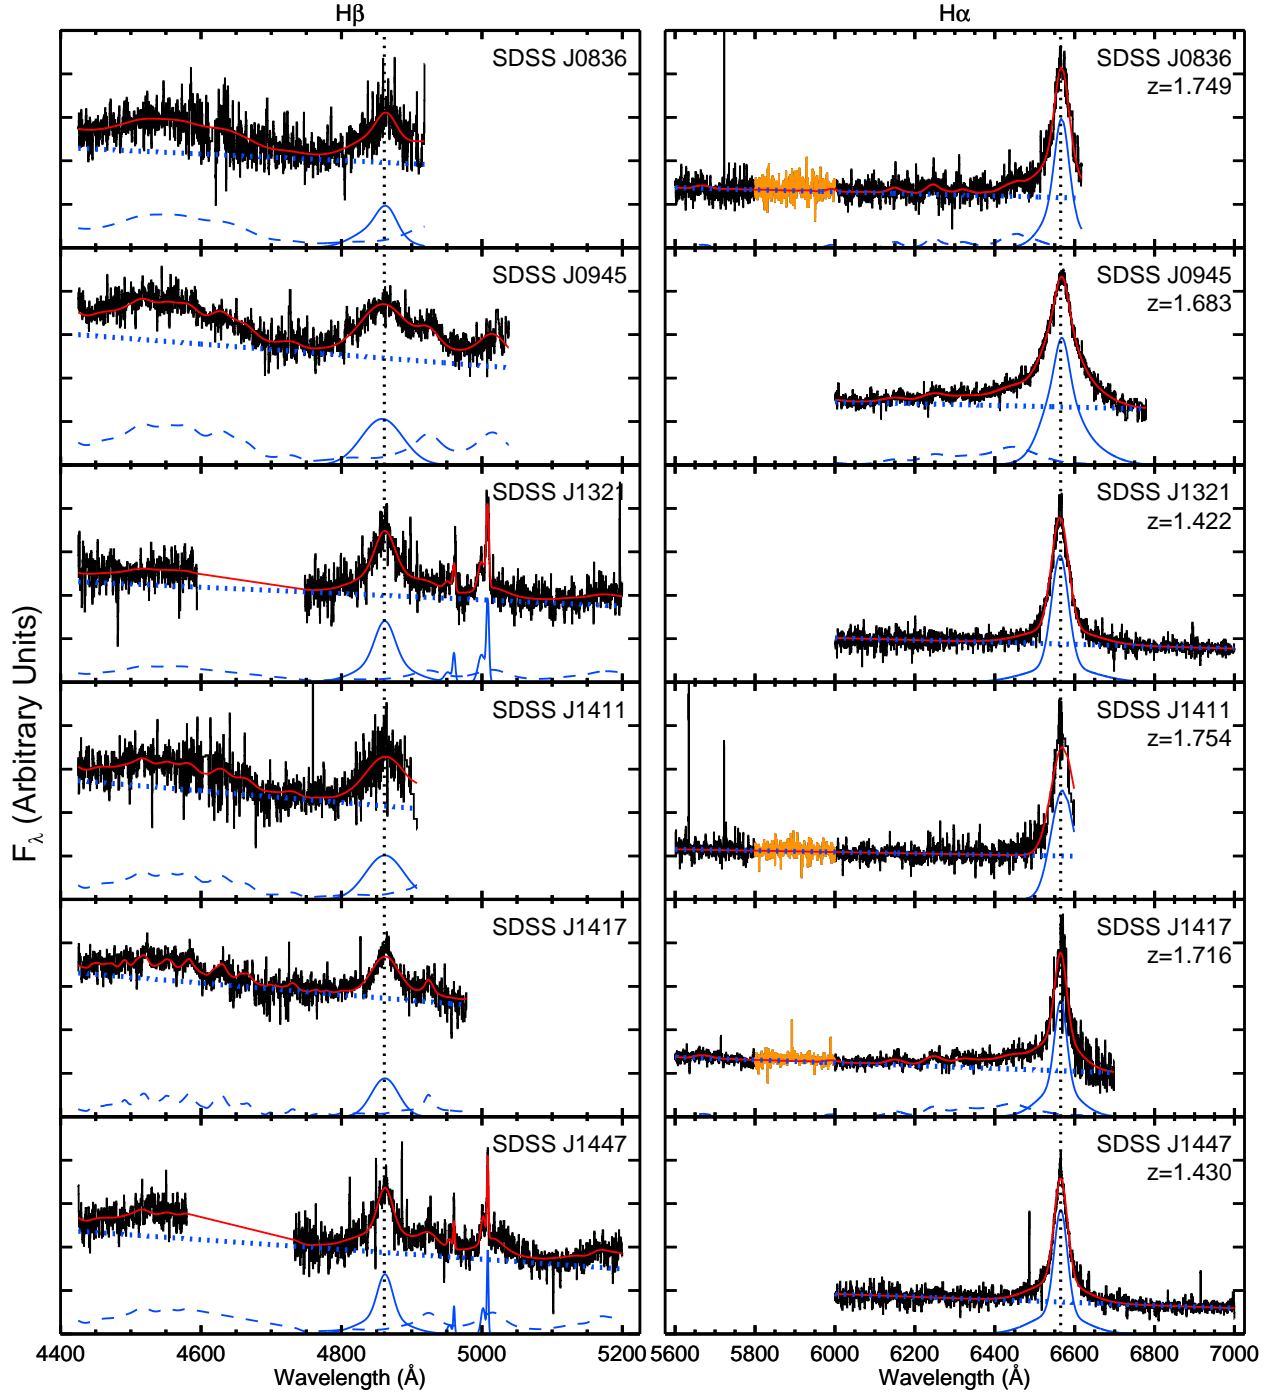 Hβ
Hα
SDSS J0836
SDSS J0836
z=1.749
SDSS J0945
SDSS J0945
z=1.683
SDSS J1321
SDSS J1321
z=1.422
SDSS J1411
SDSS J1411
z=1.754
SDSS J1417
SDSS J1417
z=1.716
SDSS J1447
SDSS J1447
z=1.430
F_λ (Arbitrary Units)
4400 4600 4800 5000 5200
5600 5800 6000 6200 6400 6600 6800 7000
Wavelength (Å)
Wavelength (Å)